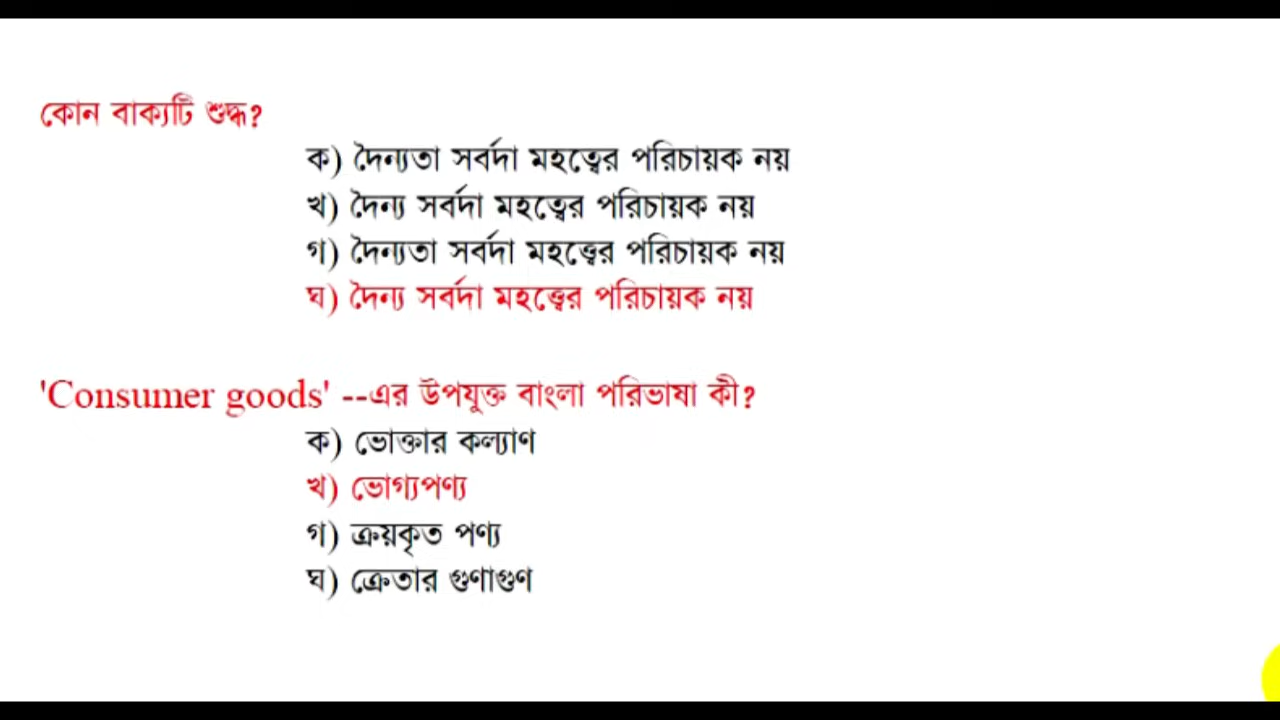 কোন বাক্যটি শুদ্ধ?
ক) দৈন্যতা সর্বদা মহত্বের পরিচায়ক নয়
খ) দৈন্য সর্বদা মহত্বের পরিচায়ক নয়
গ) দৈন্যতা সর্বদা মহত্ত্বের পরিচায়ক নয়
ঘ) দৈন্য সর্বদা মহত্ত্বের পরিচায়ক নয়
'Consumer goods' --এর উপযুক্ত বাংলা পরিভাষা কী?
ক) ভোক্তার কল্যাণ
খ) ভোগ্যপণ্য
গ) ক্রয়কৃত পণ্য
ঘ) ক্রেতার গুণাগুণ